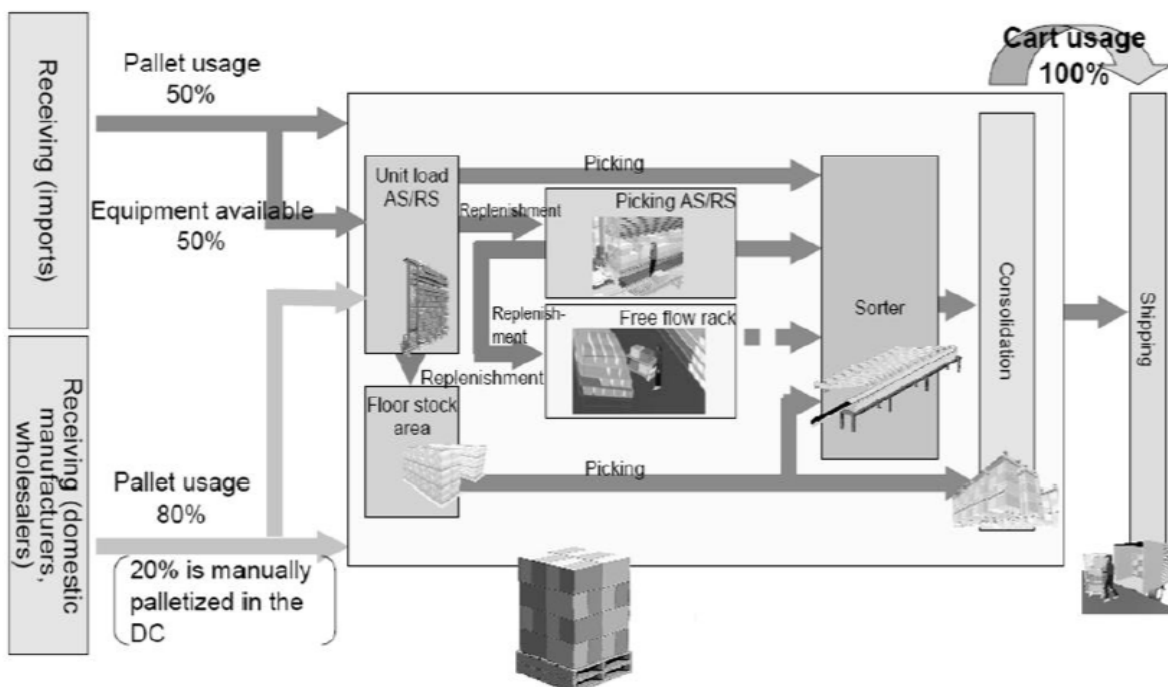 Receiving (imports)
Receiving (domestic
manufacturers,
wholesalers)
Pallet usage
50%
Equipment available
50%
Pallet usage
80%
20% is manually
palletized in the
DC
Unit load
AS/RS
Floor stock
area
Picking
Replenishment
Replenish-
ment
Replenishment
Picking AS/RS
Free flow rack
Picking
Sorter
Consolidation
Cart usage
100%
Shipping